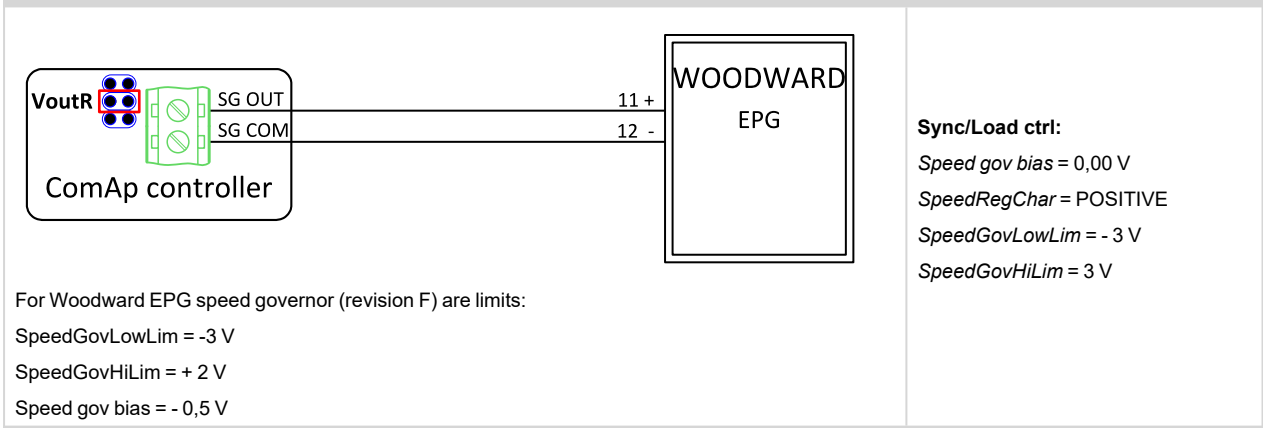 VoutR
SG OUT
SG COM
ComAp controller
11 +
12 -
WOODWARD
EPG
For Woodward EPG speed governor (revision F) are limits:
SpeedGovLowLim = -3 V
SpeedGovHiLim = + 2 V
Speed gov bias = - 0,5 V
Sync/Load ctrl:
Speed gov bias = 0,00 V
SpeedRegChar = POSITIVE
SpeedGovLowLim = - 3 V
SpeedGovHiLim = 3 V